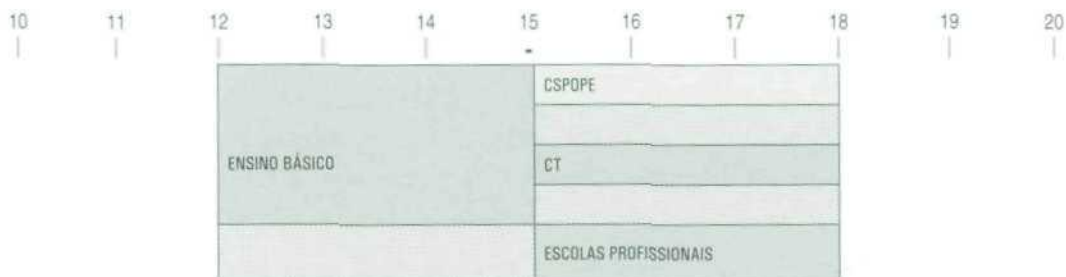 10 11 12 13 14 15 16 17 18 19 20
CSPOPE
ENSINO BÁSICO CT
ESCOLAS PROFISSIONAIS